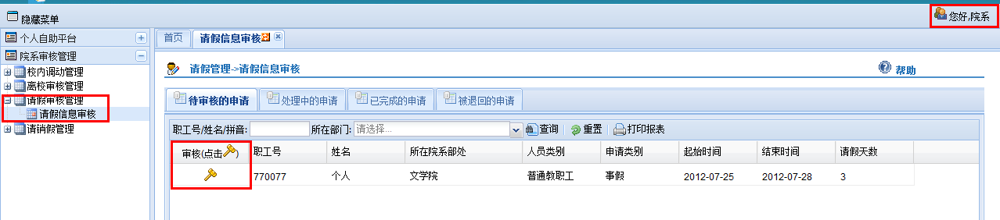 隐藏菜单
您好,院系
个人自助平台
院系审核管理
校内调动管理
离校审核管理
请假审核管理
请假信息审核
请销假管理
首页 请假信息审核
请假管理->请假信息审核
帮助
待审核的申请 处理中的申请 已完成的申请 被退回的申请
职工号/姓名/拼音: 所在部门: 请选择... 查询 重置 打印报表
审核(点击) 职工号 姓名 所在院系部处 人员类别 申请类别 起始时间 结束时间 请假天数
770077 个人 文学院 普通教职工 事假 2012-07-25 2012-07-28 3